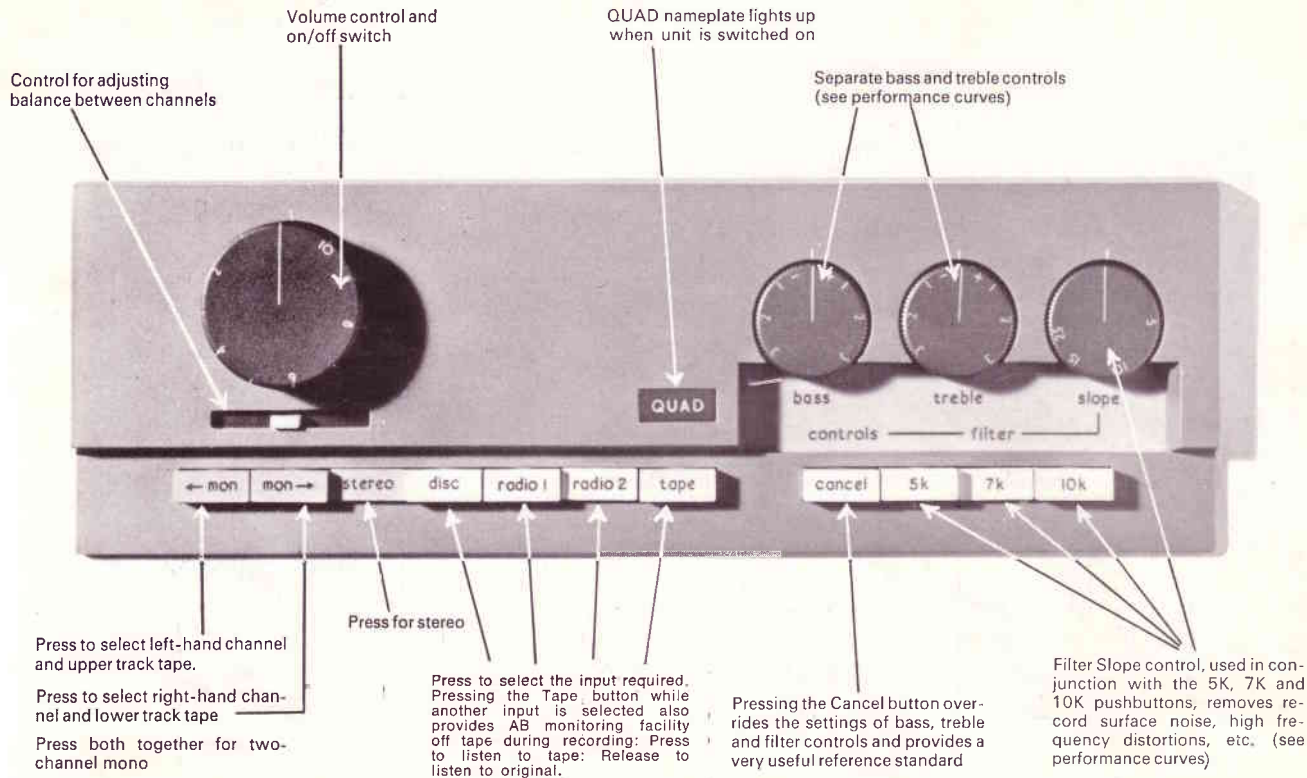 Volume control and
on/off switch
QUAD nameplate lights up
when unit is switched on
Control for adjusting
balance between channels
Separate bass and treble controls
(see performance curves)
2
4
6
8
10
QUAD
bass
treble
slope
controls
filter
← mon
mon →
stereo
disc
radio 1
radio 2
tape
cancel
5k
7k
10k
Press to select left-hand channel
and upper track tape.
Press to select right-hand chan-
nel and lower track tape
Press both together for two-
channel mono
Press for stereo
Press to select the input required.
Pressing the Tape button while
another input is selected also
provides AB monitoring facility
off tape during recording: Press
to listen to tape: Release to
listen to original.
Pressing the Cancel button over-
rides the settings of bass, treble
and filter controls and provides a
very useful reference standard
Filter Slope control, used in con-
junction with the 5K, 7K and
10K pushbuttons, removes re-
cord surface noise, high fre-
quency distortions, etc. (see
performance curves)